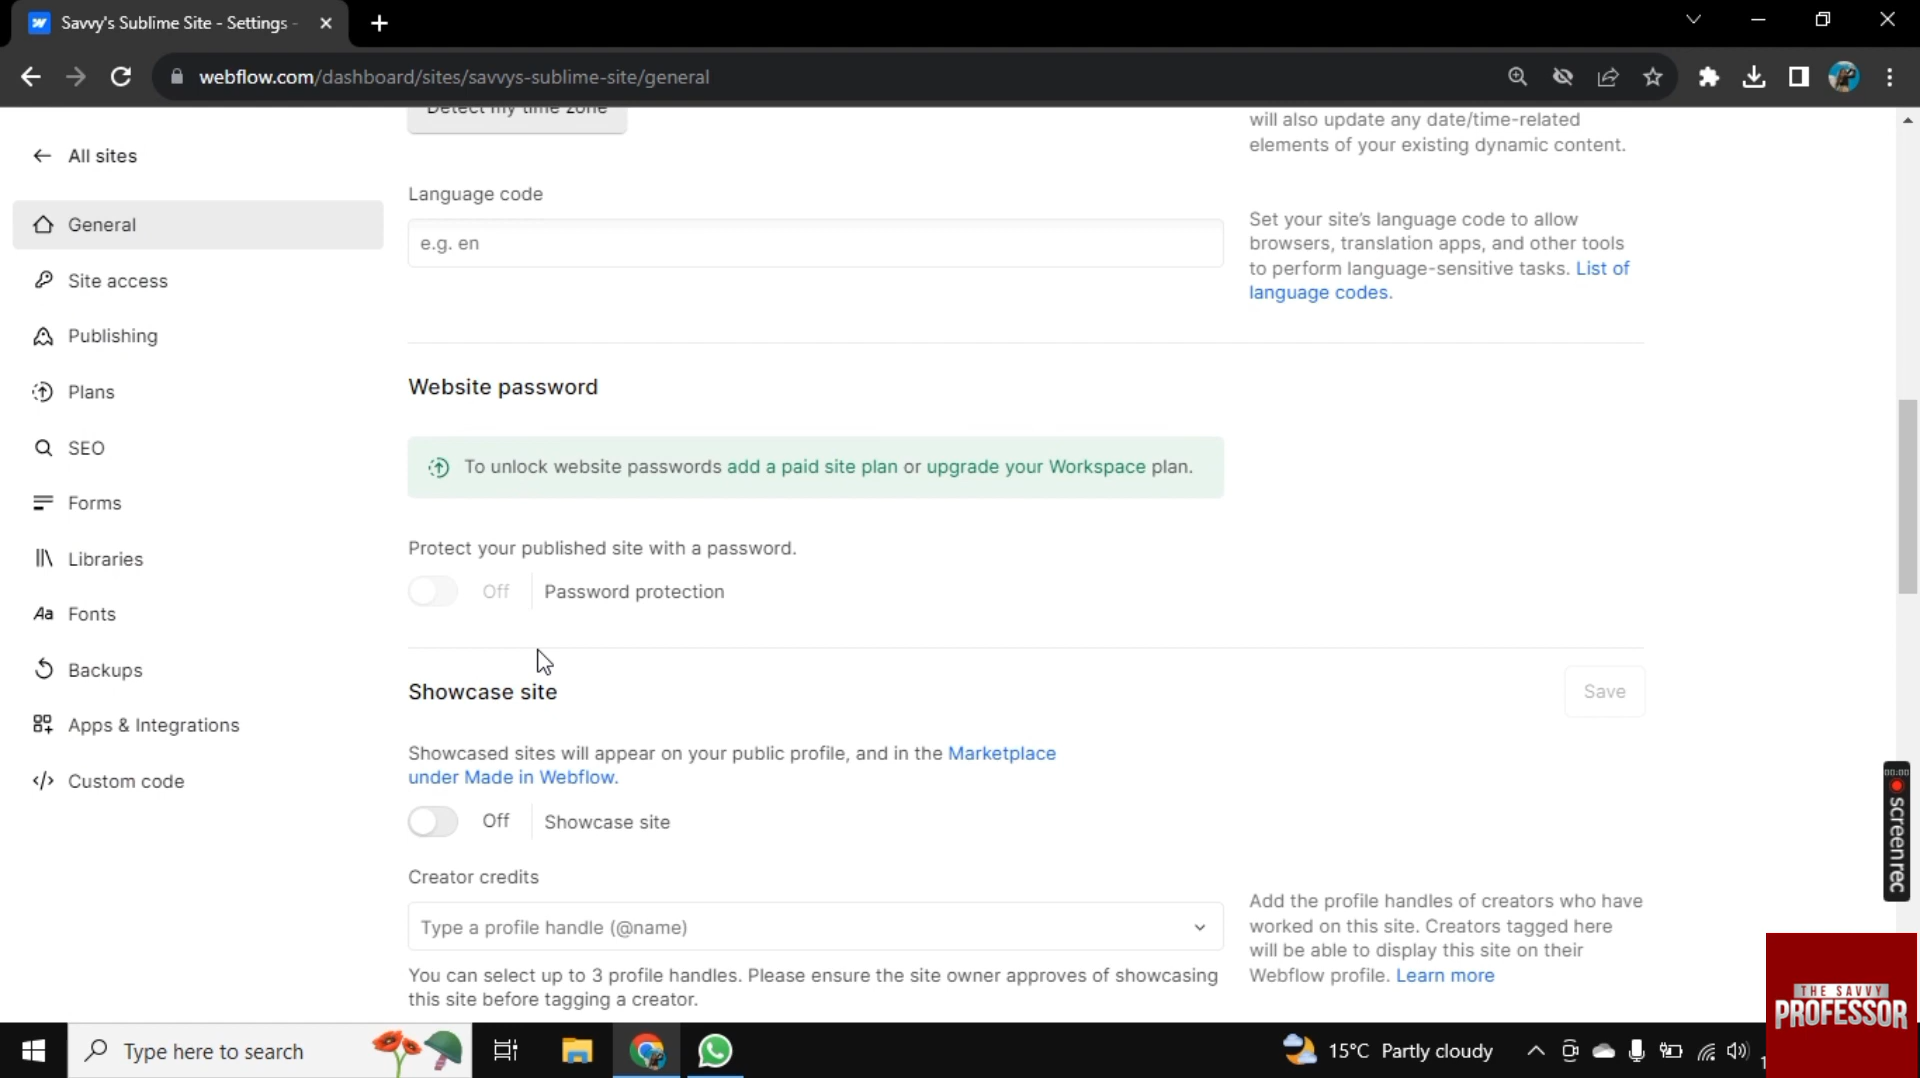 Savvy's Sublime Site - Settings -
webflow.com/dashboard/sites/savvys-sublime-site/general
Detect my time zone
will also update any date/time-related
elements of your existing dynamic content.
All sites
General
Site access
Publishing
Plans
SEO
Forms
Libraries
Aa Fonts
Backups
Apps & Integrations
</> Custom code
Language code
e.g. en
Set your site's language code to allow
browsers, translation apps, and other tools
to perform language-sensitive tasks. List of
language codes.
Website password
To unlock website passwords add a paid site plan or upgrade your Workspace plan.
Protect your published site with a password.
Off Password protection
Showcase site
Save
Showcased sites will appear on your public profile, and in the Marketplace
under Made in Webflow.
Off Showcase site
Creator credits
Type a profile handle (@name)
Add the profile handles of creators who have
worked on this site. Creators tagged here
will be able to display this site on their
Webflow profile. Learn more
You can select up to 3 profile handles. Please ensure the site owner approves of showcasing
this site before tagging a creator.
00:00
screenrec
THE SAVVY
PROFESSOR
Type here to search
15°C Partly cloudy